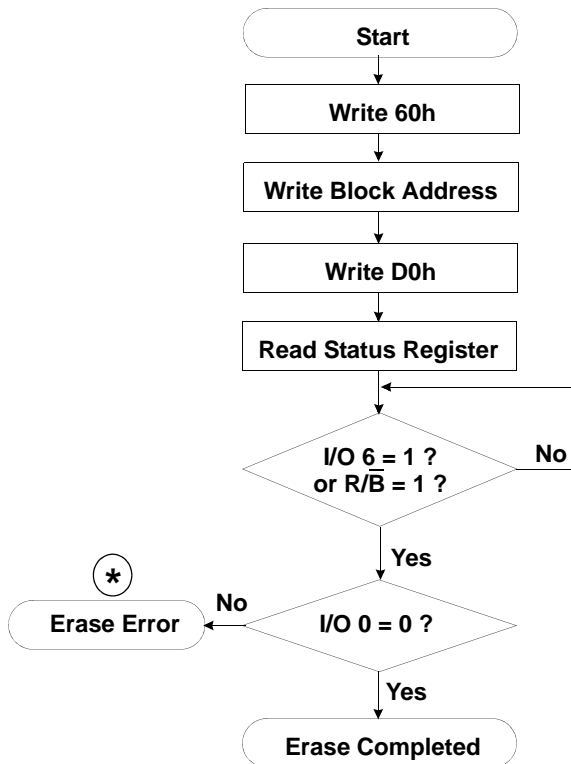 Start
Write 60h
Write Block Address
Write D0h
Read Status Register
I/O 6 = 1 ?
or R/B̅ = 1 ?
No
Yes
*
No
Erase Error
I/O 0 = 0 ?
Yes
Erase Completed